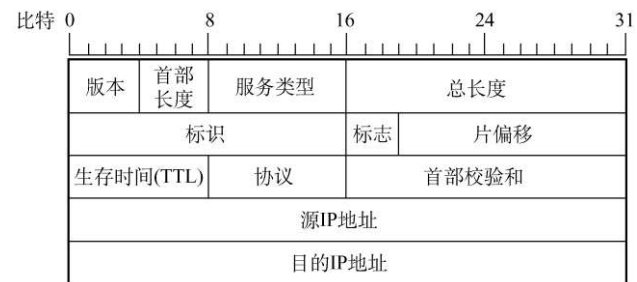 比特 0 8 16 24 31
版本 首部长度 服务类型 总长度
标识 标志 片偏移
生存时间(TTL) 协议 首部校验和
源IP地址
目的IP地址